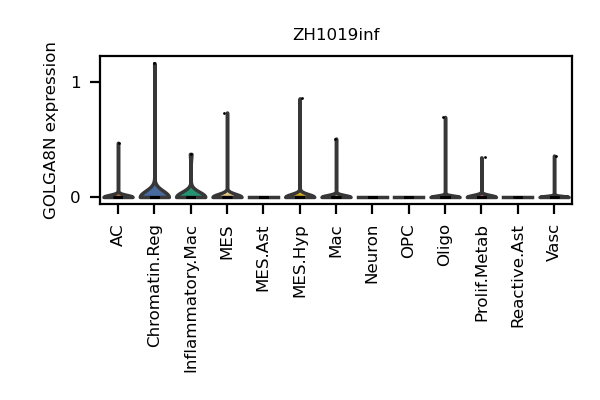 ZH1019inf
GOLGA8N expression
1
0
AC
Chromatin.Reg
Inflammatory.Mac
MES
MES.Ast
MES.Hyp
Mac
Neuron
OPC
Oligo
Prolif.Metab
Reactive.Ast
Vasc